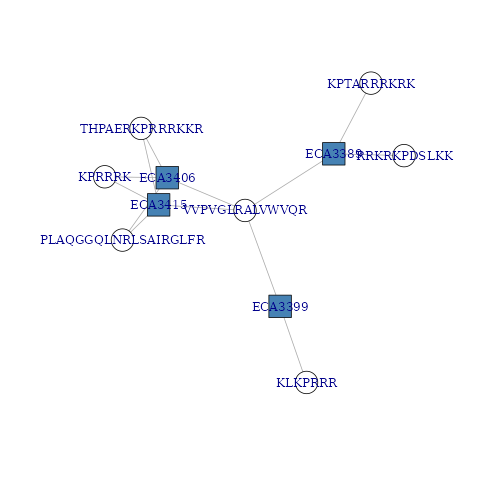 KPTARRRKRK
THPAERKPRRRKKR
ECA3389
RRKRKPDSLKK
KPRRRK
ECA3406
ECA3415
VVPVGLRALVWVQR
PLAQGGQLNRLSAIRGLFR
ECA3399
KLKPRRR